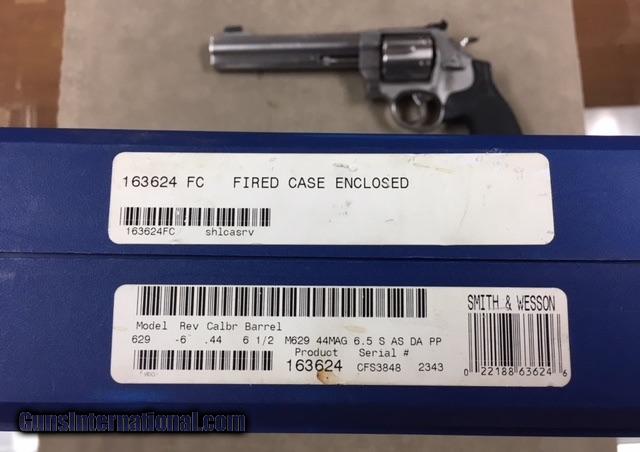 163624 FC FIRED CASE ENCLOSED
163624FC shlcasrv
SMITH & WESSON
Model Rev Calbr Barrel
629 -6 .44 6 1/2 M629 44MAG 6.5 S AS DA PP
Product Serial #
163624 CFS3848 2343
0 22188 63624 6
GunsInternational.com